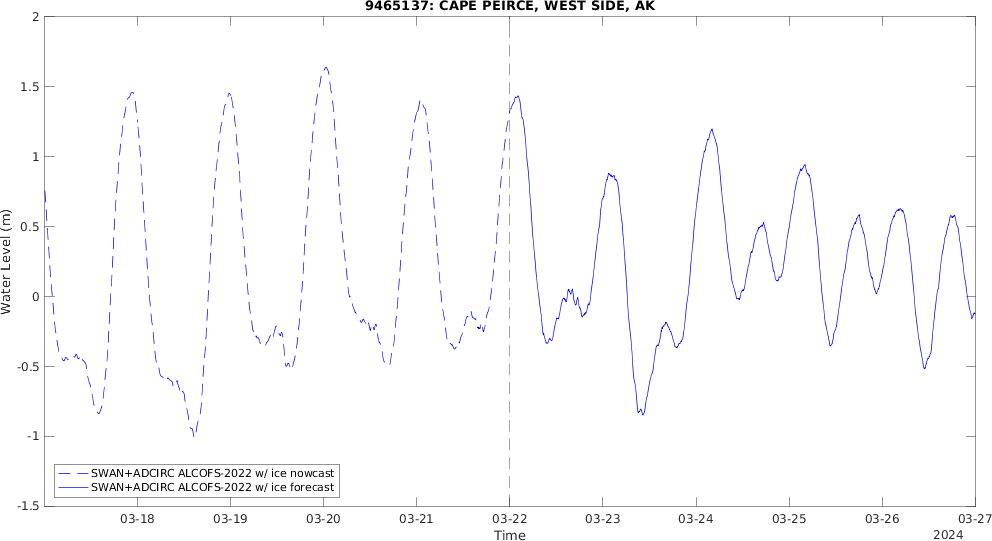 9465137: CAPE PEIRCE, WEST SIDE, AK
2
1.5
1
0.5
0
-0.5
-1
-1.5
Water Level (m)
SWAN+ADCIRC ALCOFS-2022 w/ ice nowcast
SWAN+ADCIRC ALCOFS-2022 w/ ice forecast
03-18 03-19 03-20 03-21 03-22 03-23 03-24 03-25 03-26 03-27
Time
2024